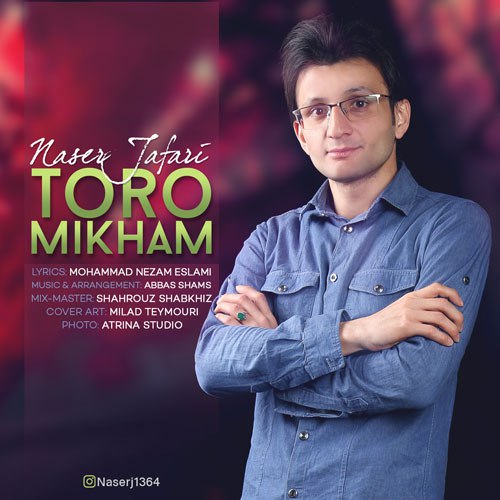 Naser Jafari
TORO
MIKHAM
LYRICS: MOHAMMAD NEZAM ESLAMI
MUSIC & ARRANGEMENT: ABBAS SHAMS
MIX-MASTER: SHAHROUZ SHABKHIZ
COVER ART: MILAD TEYMOURI
PHOTO: ATRINA STUDIO
Naserj1364